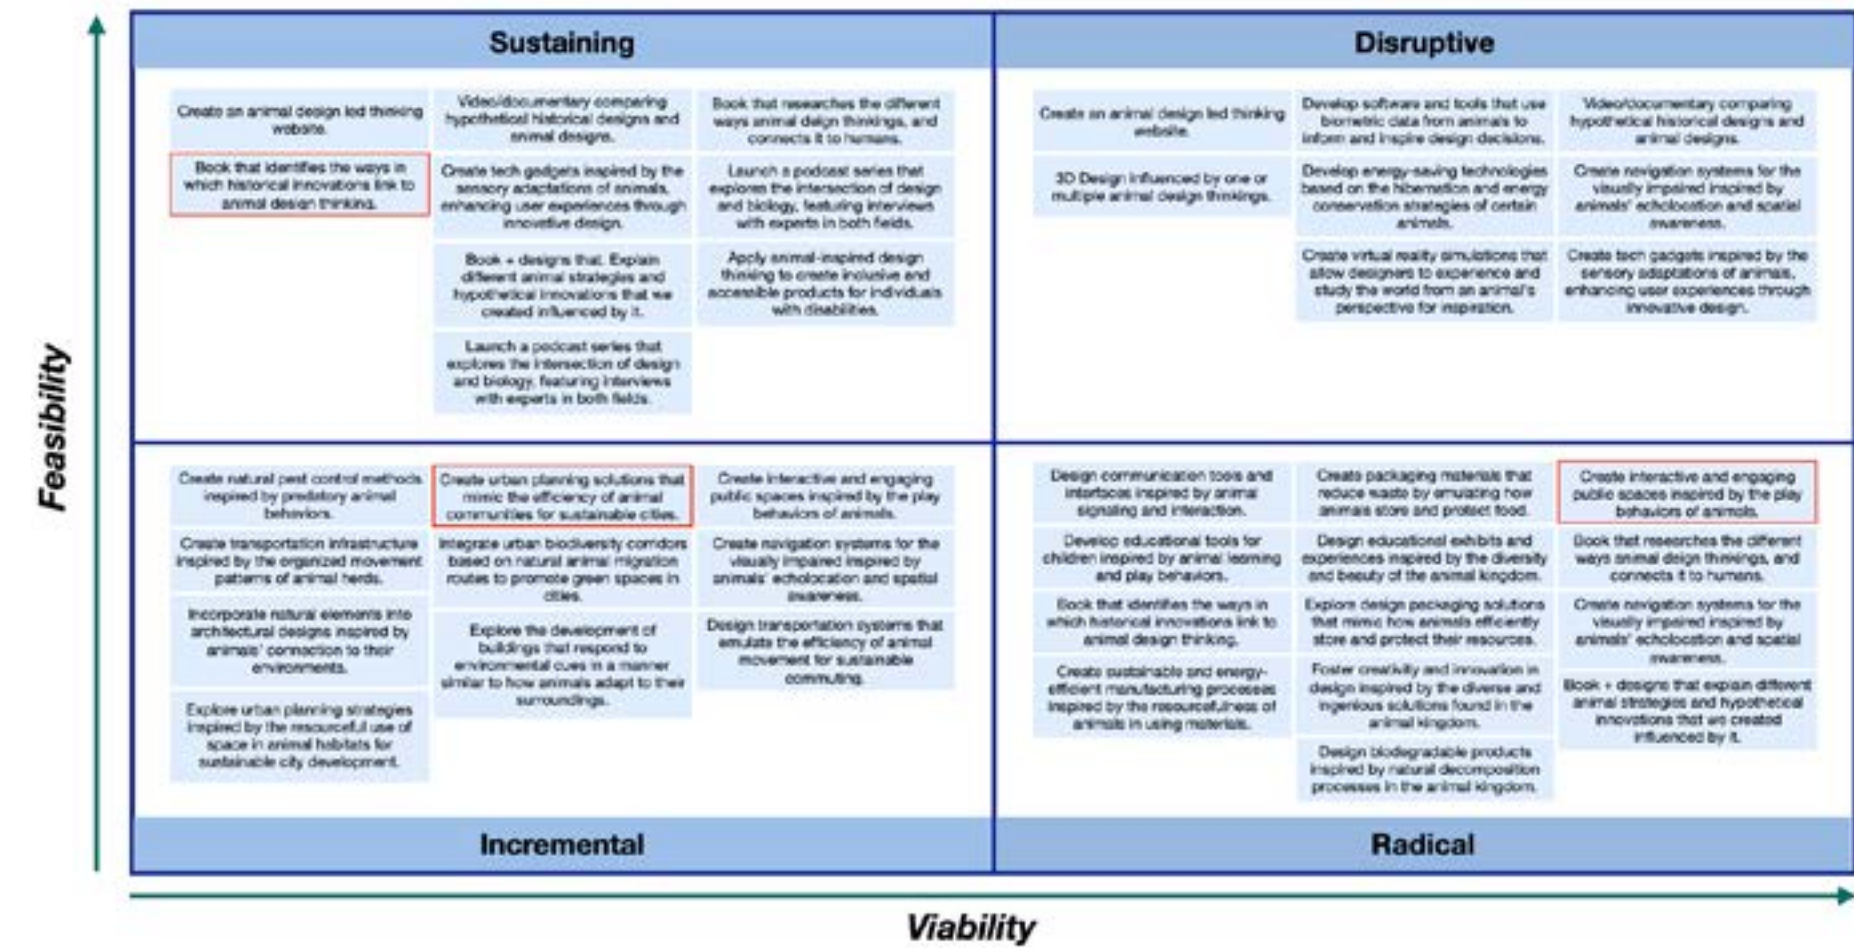 Feasibility
Sustaining
Create an animal design led thinking
website.
Book that identifies the ways in
which historical innovations link to
animal design thinking.
Video/documentary comparing
hypothetical historical designs and
animal designs.
Create tech gadgets inspired by the
sensory adaptations of animals,
enhancing user experiences through
innovative design.
Book + designs that. Explain
different animal strategies and
hypothetical innovations that we
created influenced by it.
Launch a podcast series that
explores the intersection of design
and biology, featuring interviews
with experts in both fields.
Book that researches the different
ways animal deign thinkings, and
connects it to humans.
Launch a podcast series that
explores the intersection of design
and biology, featuring interviews
with experts in both fields.
Apply animal-inspired design
thinking to create inclusive and
accessible products for individuals
with disabilities.
Disruptive
Create an animal design led thinking
website.
3D Design influenced by one or
multiple animal design thinkings.
Develop software and tools that use
biometric data from animals to
inform and inspire design decisions.
Develop energy-saving technologies
based on the hibernation and energy
conservation strategies of certain
animals.
Create virtual reality simulations that
allow designers to experience and
study the world from an animal's
perspective for inspiration.
Video/documentary comparing
hypothetical historical designs and
animal designs.
Create navigation systems for the
visually impaired inspired by
animals' echolocation and spatial
awareness.
Create tech gadgets inspired by the
sensory adaptations of animals,
enhancing user experiences through
innovative design.
Create natural pest control methods
inspired by predatory animal
behaviors.
Create transportation infrastructure
inspired by the organized movement
patterns of animal herds.
Incorporate natural elements into
architectural designs inspired by
animals' connection to their
environments.
Explore urban planning strategies
inspired by the resourceful use of
space in animal habitats for
sustainable city development.
Create urban planning solutions that
mimic the efficiency of animal
communities for sustainable cities.
Integrate urban biodiversity corridors
based on natural animal migration
routes to promote green spaces in
cities.
Explore the development of
buildings that respond to
environmental cues in a manner
similar to how animals adapt to their
surroundings.
Create interactive and engaging
public spaces inspired by the play
behaviors of animals.
Create navigation systems for the
visually impaired inspired by
animals' echolocation and spatial
awareness.
Design transportation systems that
emulate the efficiency of animal
movement for sustainable
commuting.
Incremental
Design communication tools and
interfaces inspired by animal
signaling and interaction.
Develop educational tools for
children inspired by animal learning
and play behaviors.
Book that identifies the ways in
which historical innovations link to
animal design thinking.
Create sustainable and energy-
efficient manufacturing processes
inspired by the resourcefulness of
animals in using materials.
Create packaging materials that
reduce waste by emulating how
animals store and protect food.
Design educational exhibits and
experiences inspired by the diversity
and beauty of the animal kingdom.
Explore design packaging solutions
that mimic how animals efficiently
store and protect their resources.
Foster creativity and innovation in
design inspired by the diverse and
ingenious solutions found in the
animal kingdom.
Design biodegradable products
inspired by natural decomposition
processes in the animal kingdom.
Create interactive and engaging
public spaces inspired by the play
behaviors of animals.
Book that researches the different
ways animal deign thinkings, and
connects it to humans.
Create navigation systems for the
visually impaired inspired by
animals' echolocation and spatial
awareness.
Book + designs that explain different
animal strategies and hypothetical
innovations that we created
influenced by it.
Radical
Viability